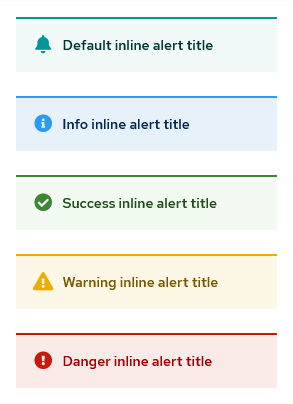 Default inline alert title
Info inline alert title
Success inline alert title
Warning inline alert title
Danger inline alert title